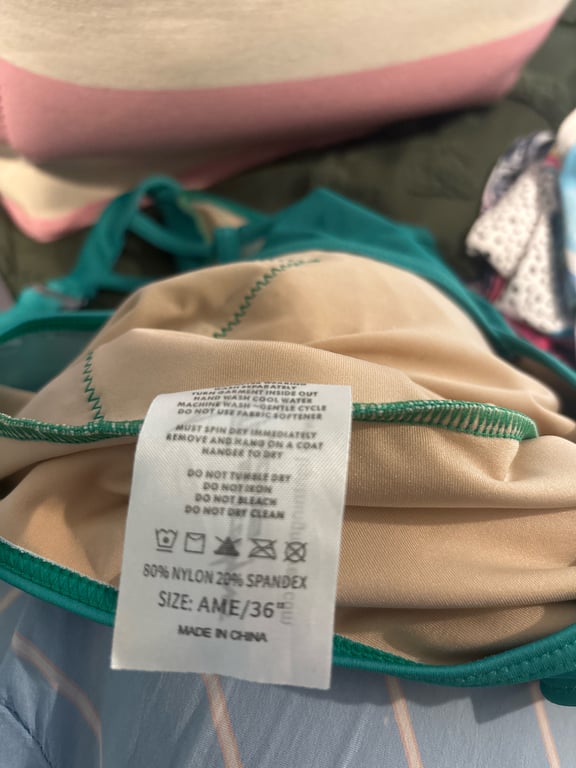 WASH SEPARATELY
TURN GARMENT INSIDE OUT
HAND WASH COOL WATER
MACHINE WASH GENTLE CYCLE
DO NOT USE FABRIC SOFTENER
MUST SPIN DRY IMMEDIATELY
REMOVE AND HANG ON A COAT
HANGER TO DRY
DO NOT TUMBLE DRY
DO NOT IRON
DO NOT BLEACH
DO NOT DRY CLEAN
80% NYLON 20% SPANDEX
SIZE: AME/36"
MADE IN CHINA